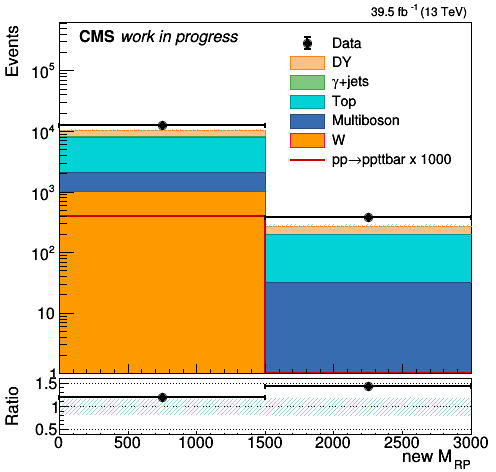 39.5 fb⁻¹ (13 TeV)
CMS work in progress
Events
Data
DY
γ+jets
Top
Multiboson
W
pp→ppttbar x 1000
10⁵
10⁴
10³
10²
10
1
Ratio
1.5
1
0.5
0 500 1000 1500 2000 2500 3000
new M_RP